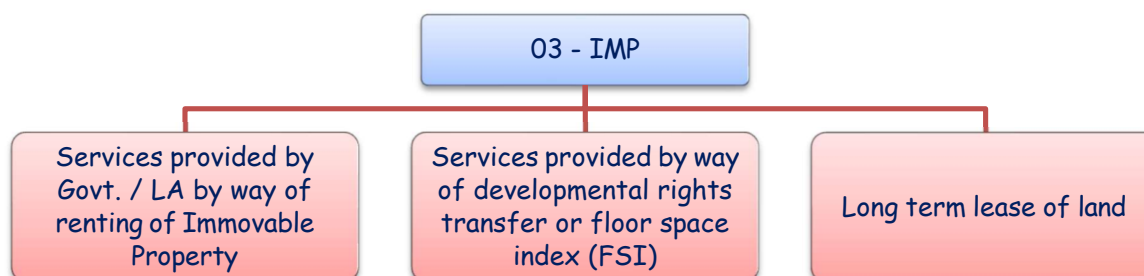 03 - IMP
Services provided by
Govt. / LA by way of
renting of Immovable
Property
Services provided by way
of developmental rights
transfer or floor space
index (FSI)
Long term lease of land